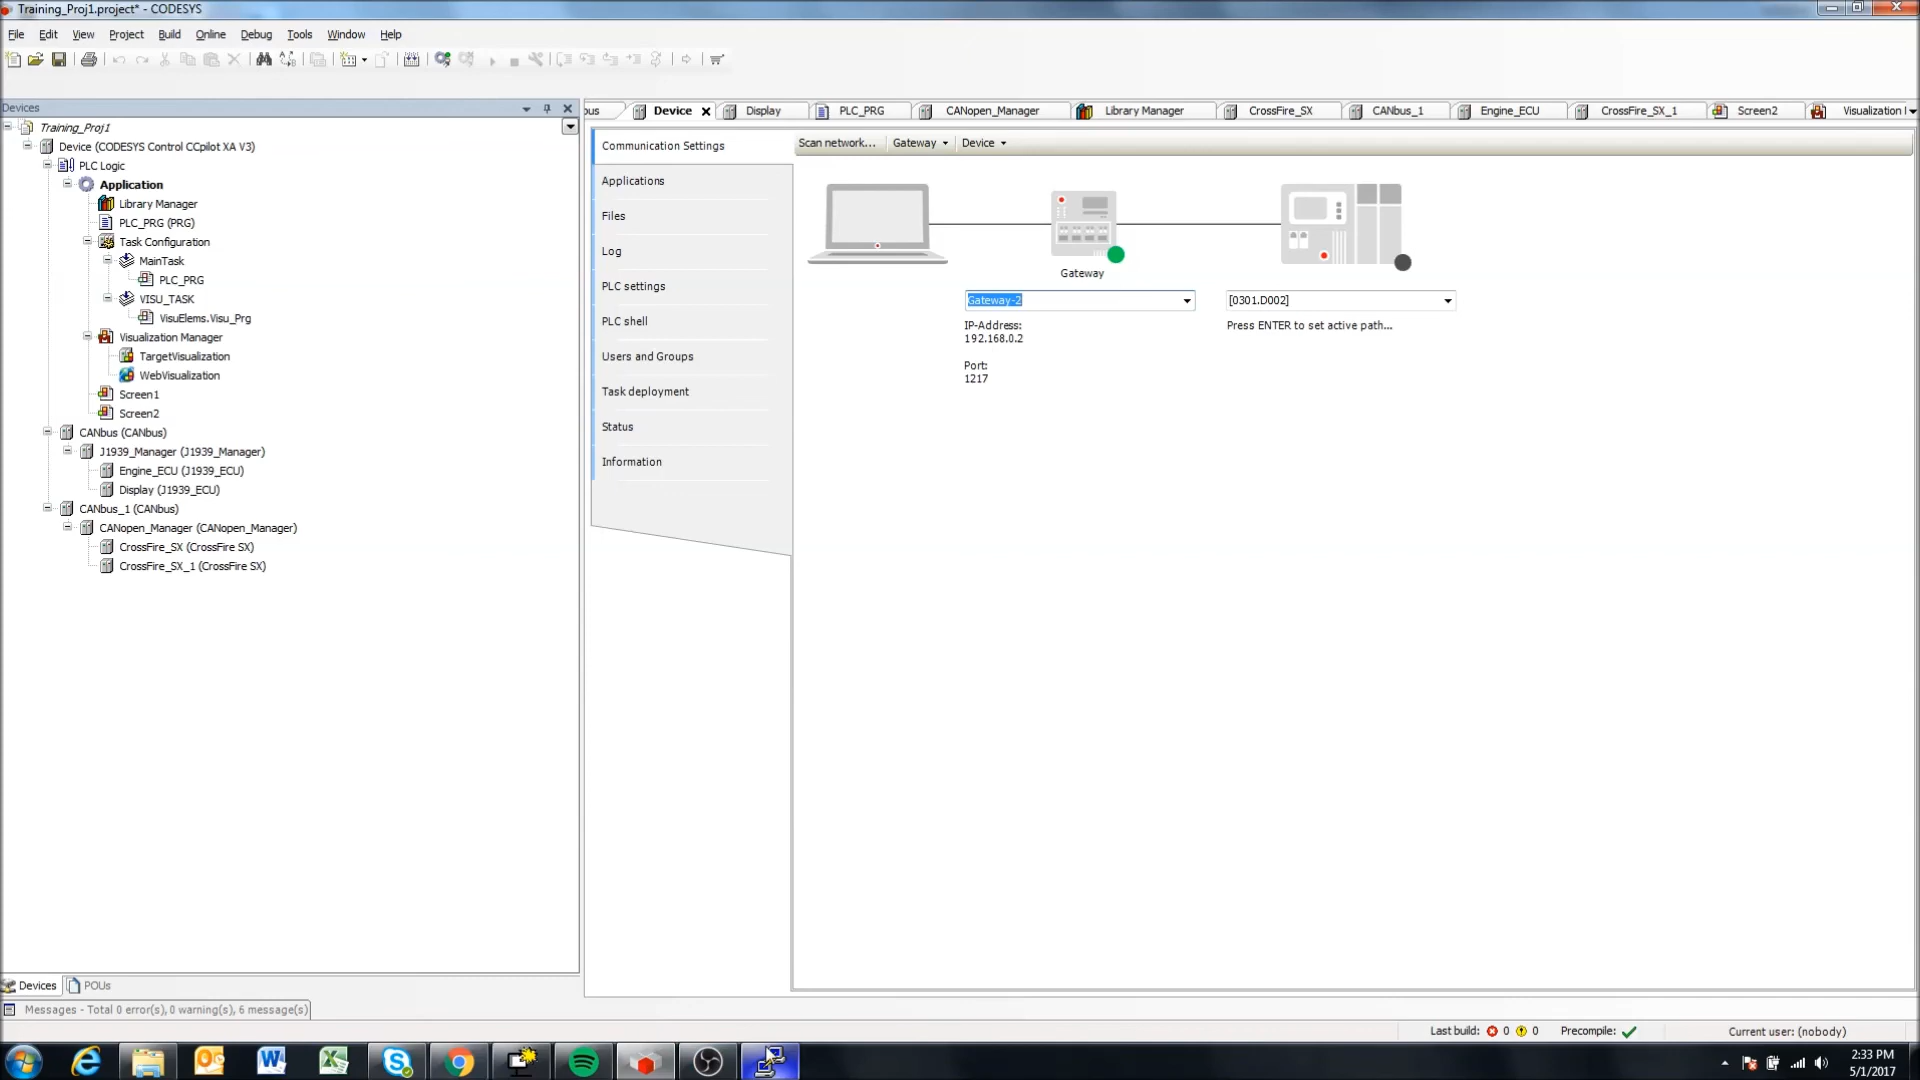 Training_Proj1.project* - CODESYS
File Edit View Project Build Online Debug Tools Window Help
Devices
Training_Proj1
Device (CODESYS Control CCpilot XA V3)
PLC Logic
Application
Library Manager
PLC_PRG (PRG)
Task Configuration
MainTask
PLC_PRG
VISU_TASK
VisuElems.Visu_Prg
Visualization Manager
TargetVisualization
WebVisualization
Screen1
Screen2
CANbus (CANbus)
J1939_Manager (J1939_Manager)
Engine_ECU (J1939_ECU)
Display (J1939_ECU)
CANbus_1 (CANbus)
CANopen_Manager (CANopen_Manager)
CrossFire_SX (CrossFire SX)
CrossFire_SX_1 (CrossFire SX)
Devices POUs
Messages - Total 0 error(s), 0 warning(s), 6 message(s)
ous Device Display PLC_PRG CANopen_Manager Library Manager CrossFire_SX CANbus_1 Engine_ECU CrossFire_SX_1 Screen2 Visualization
Communication Settings
Applications
Files
Log
PLC settings
PLC shell
Users and Groups
Task deployment
Status
Information
Scan network... Gateway Device
Gateway
Gateway-2
[0301.D002]
IP-Address:
192.168.0.2
Port:
1217
Press ENTER to set active path...
Last build: 0 0 Precompile: Current user: (nobody)
2:33 PM
5/1/2017